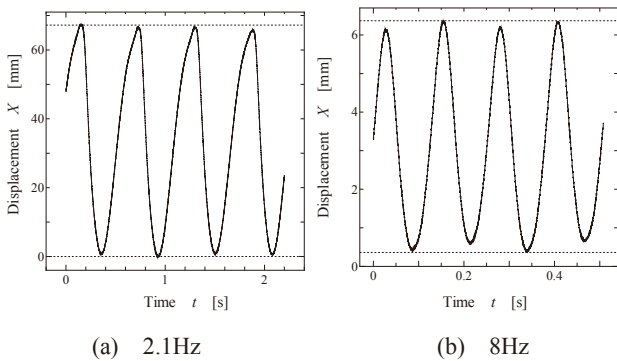 60
40
20
0
0
1
2
Displacement X [mm]
Time t [s]
(a) 2.1Hz
6
4
2
0
0
0.2
0.4
Displacement X [mm]
Time t [s]
(b) 8Hz